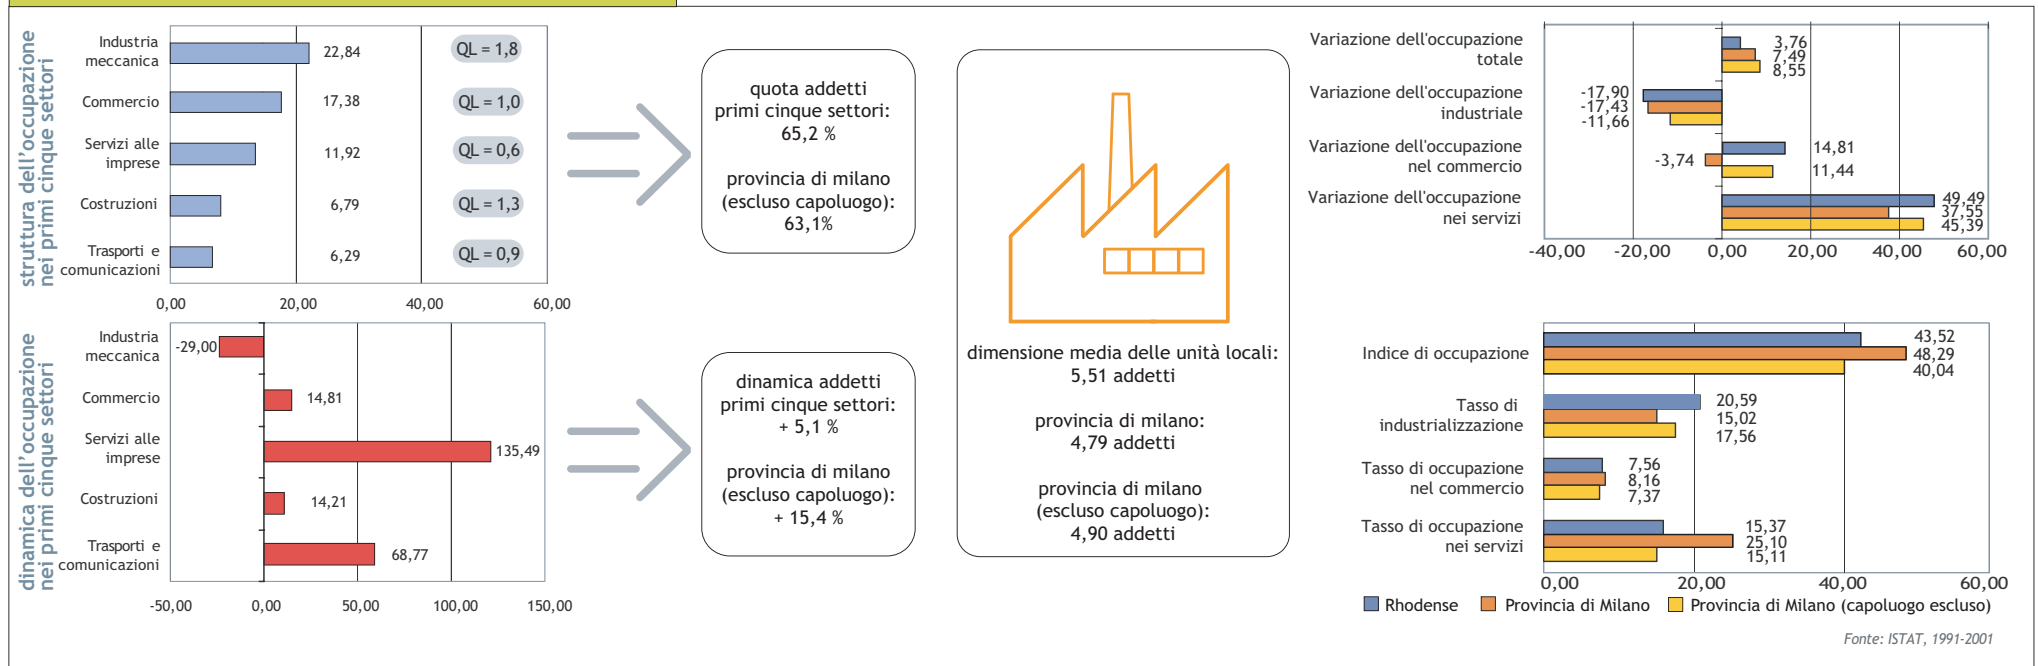 struttura dell'occupazione
nei primi cinque settori
Industria
meccanica
22,84
QL = 1,8
Commercio
17,38
QL = 1,0
Servizi alle
imprese
11,92
QL = 0,6
Costruzioni
6,79
QL = 1,3
Trasporti e
comunicazioni
6,29
QL = 0,9
0,00 20,00 40,00 60,00
dinamica dell'occupazione
nei primi cinque settori
Industria
meccanica
-29,00
Commercio
14,81
Servizi alle
imprese
135,49
Costruzioni
14,21
Trasporti e
comunicazioni
68,77
-50,00 0,00 50,00 100,00 150,00
quota addetti
primi cinque settori:
65,2 %
provincia di milano
(escluso capoluogo):
63,1%
dinamica addetti
primi cinque settori:
+ 5,1 %
provincia di milano
(escluso capoluogo):
+ 15,4 %
dimensione media delle unità locali:
5,51 addetti
provincia di milano:
4,79 addetti
provincia di milano
(escluso capoluogo):
4,90 addetti
Variazione dell'occupazione
totale
3,76
7,49
8,55
Variazione dell'occupazione
industriale
-17,90
-17,43
-11,66
Variazione dell'occupazione
nel commercio
14,81
-3,74
11,44
Variazione dell'occupazione
nei servizi
49,49
37,55
45,39
-40,00 -20,00 0,00 20,00 40,00 60,00
Indice di occupazione
43,52
48,29
40,04
Tasso di
industrializzazione
20,59
15,02
17,56
Tasso di occupazione
nel commercio
7,56
8,16
7,37
Tasso di occupazione
nei servizi
15,37
25,10
15,11
0,00 20,00 40,00 60,00
Rhodense Provincia di Milano Provincia di Milano (capoluogo escluso)
Fonte: ISTAT, 1991-2001